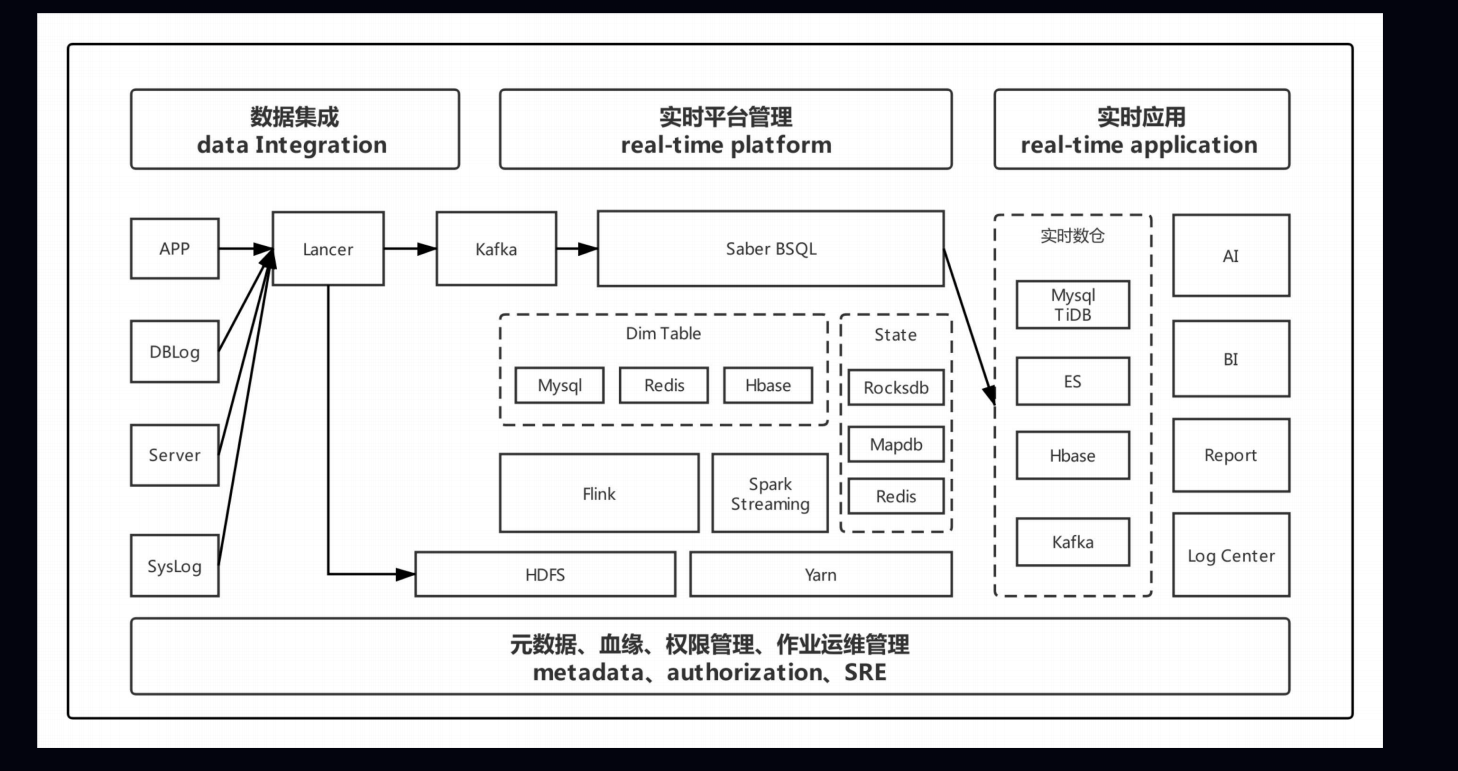 数据集成
data Integration
实时平台管理
real-time platform
实时应用
real-time application
APP
Lancer
Kafka
Saber BSQL
DBLog
Server
SysLog
Dim Table
Mysql
Redis
Hbase
State
Rocksdb
Mapdb
Redis
Flink
Spark
Streaming
HDFS
Yarn
实时数仓
Mysql
TiDB
ES
Hbase
Kafka
AI
BI
Report
Log Center
元数据、血缘、权限管理、作业运维管理
metadata、authorization、SRE